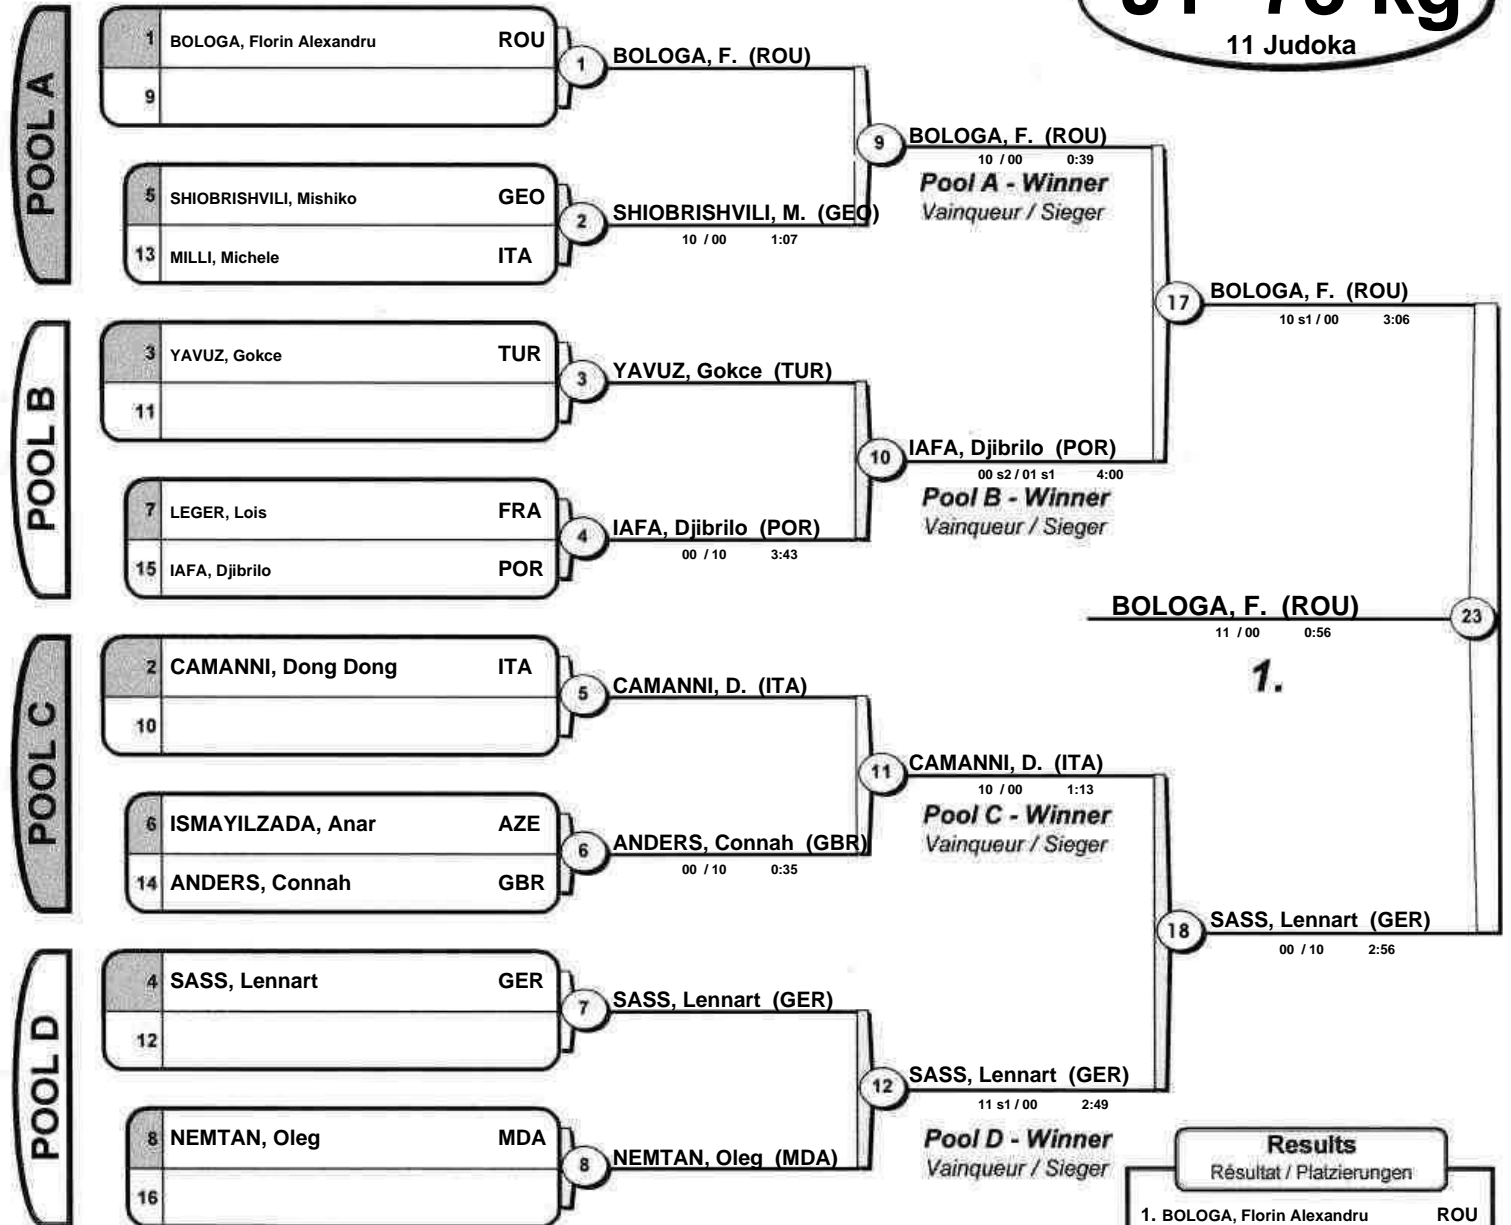 11 Judoka
POOL A
1 BOLOGA, Florin Alexandru ROU
9
1 BOLOGA, F. (ROU)
5 SHIOBRISHVILI, Mishiko GEO
13 MILLI, Michele ITA
2 SHIOBRISHVILI, M. (GEO)
10 / 00 1:07
9 BOLOGA, F. (ROU)
10 / 00 0:39
Pool A - Winner
Vainqueur / Sieger
POOL B
3 YAVUZ, Gokce TUR
11
3 YAVUZ, Gokce (TUR)
7 LEGER, Lois FRA
15 IAFA, Djibrilo POR
4 IAFA, Djibrilo (POR)
00 / 10 3:43
10 IAFA, Djibrilo (POR)
00 s2 / 01 s1 4:00
Pool B - Winner
Vainqueur / Sieger
17 BOLOGA, F. (ROU)
10 s1 / 00 3:06
BOLOGA, F. (ROU) 23
11 / 00 0:56
1.
POOL C
2 CAMANNI, Dong Dong ITA
10
5 CAMANNI, D. (ITA)
6 ISMAYILZADA, Anar AZE
14 ANDERS, Connah GBR
6 ANDERS, Connah (GBR)
00 / 10 0:35
11 CAMANNI, D. (ITA)
10 / 00 1:13
Pool C - Winner
Vainqueur / Sieger
POOL D
4 SASS, Lennart GER
12
7 SASS, Lennart (GER)
8 NEMTAN, Oleg MDA
16
8 NEMTAN, Oleg (MDA)
12 SASS, Lennart (GER)
11 s1 / 00 2:49
Pool D - Winner
Vainqueur / Sieger
18 SASS, Lennart (GER)
00 / 10 2:56
Results
Résultat / Platzierungen
1. BOLOGA, Florin Alexandru ROU